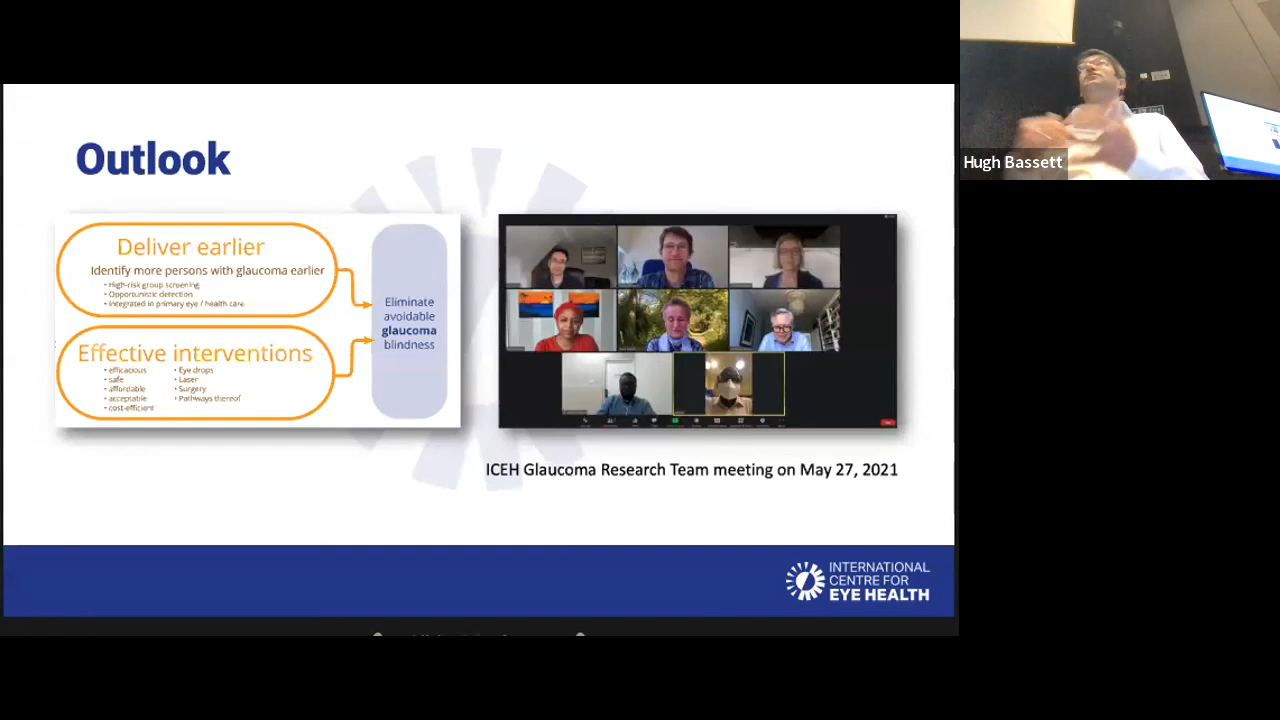 Outlook
Deliver earlier
Identify more persons with glaucoma earlier
• High-risk group screening
• Opportunistic detection
• Integrated in primary eye / health care
Effective interventions
• efficacious
• safe
• affordable
• acceptable
• cost-efficient
• Eye drops
• Laser
• Surgery
• Pathways thereof
Eliminate
avoidable
glaucoma
blindness
ICEH Glaucoma Research Team meeting on May 27, 2021
INTERNATIONAL
CENTRE FOR
EYE HEALTH
Hugh Bassett